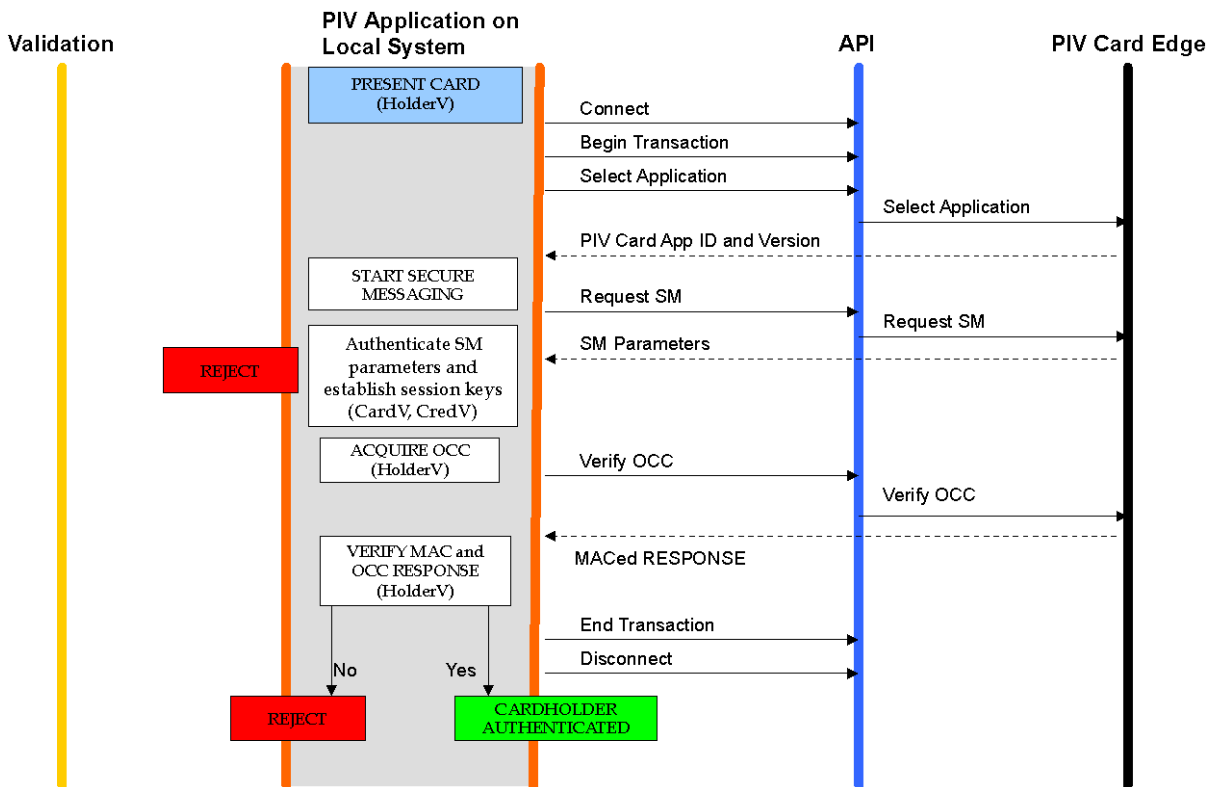 Validation
PIV Application on
Local System
API
PIV Card Edge
PRESENT CARD
(HolderV)
Connect
Begin Transaction
Select Application
Select Application
PIV Card App ID and Version
START SECURE
MESSAGING
Request SM
Request SM
SM Parameters
REJECT
Authenticate SM
parameters and
establish session keys
(CardV, CredV)
ACQUIRE OCC
(HolderV)
Verify OCC
Verify OCC
VERIFY MAC and
OCC RESPONSE
(HolderV)
MACed RESPONSE
End Transaction
Disconnect
No
Yes
REJECT
CARDHOLDER
AUTHENTICATED